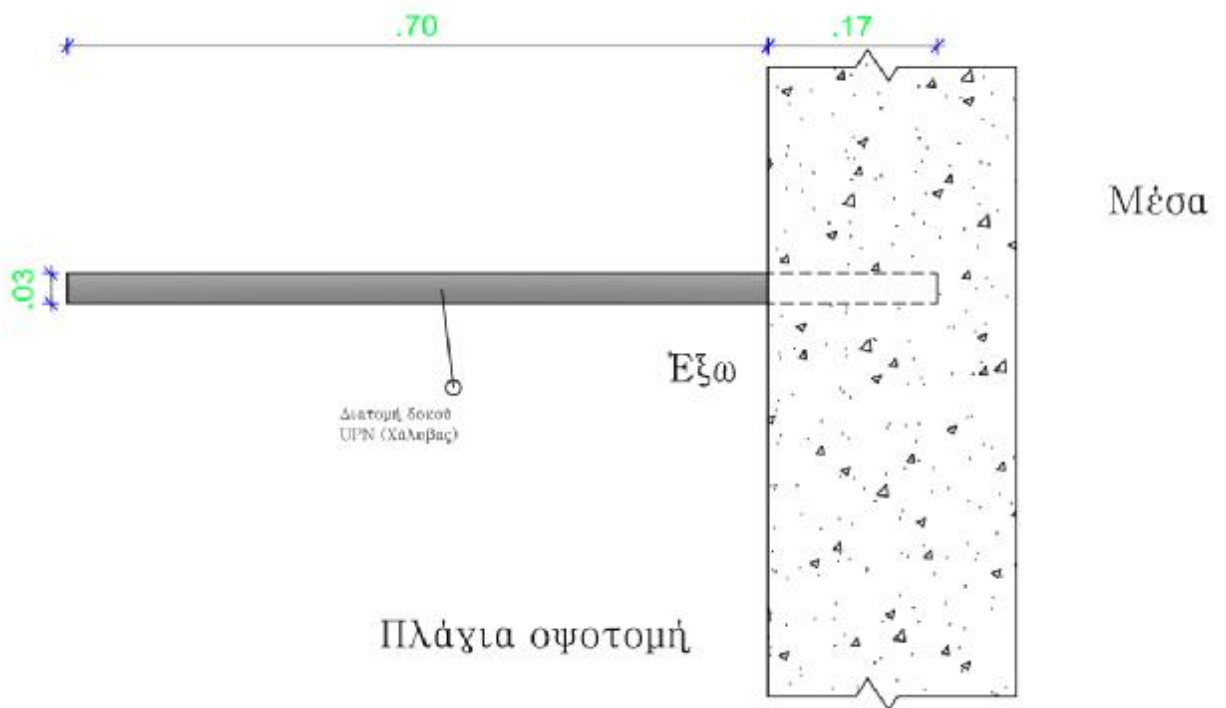 .70
.17
Μέσα
.03
Έξω
Διατομή δοκού
UPN (Χάλυβας)
Πλάγια οψοτομή